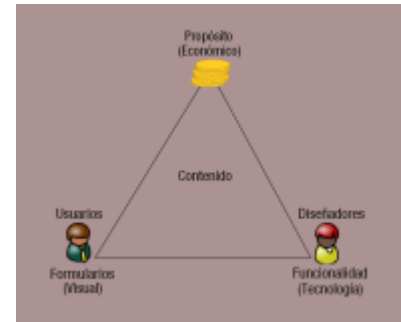 Propósito
(Económico)
Contenido
Usuarios
Diseñadores
Formularios
(Visual)
Funcionalidad
(Tecnología)